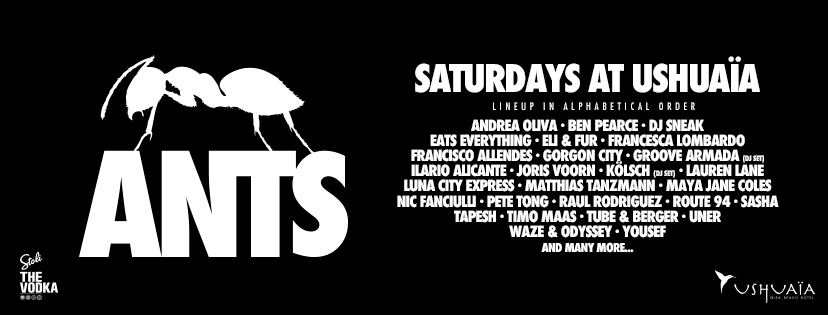 ANTS
SATURDAYS AT USHUAÏA
LINEUP IN ALPHABETICAL ORDER
ANDREA OLIVA • BEN PEARCE • DJ SNEAK
EATS EVERYTHING • ELI & FUR • FRANCESCA LOMBARDO
FRANCISCO ALLENDES • GORGON CITY • GROOVE ARMADA (DJ SET)
ILARIO ALICANTE • JORIS VOORN • KÖLSCH (DJ SET) • LAUREN LANE
LUNA CITY EXPRESS • MATTHIAS TANZMANN • MAYA JANE COLES
NIC FANCIULLI • PETE TONG • RAUL RODRIGUEZ • ROUTE 94 • SASHA
TAPESH • TIMO MAAS • TUBE & BERGER • UNER
WAZE & ODYSSEY • YOUSEF
AND MANY MORE...
Stoli
THE
VODKA
USHUAÏA
IBIZA BEACH HOTEL